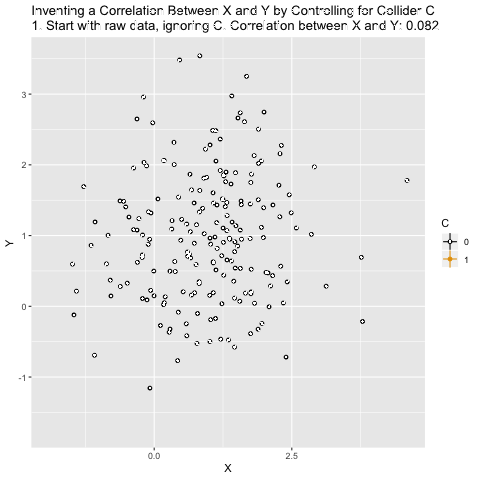 Inventing a Correlation Between X and Y by Controlling for Collider C
1. Start with raw data, ignoring C. Correlation between X and Y: 0.082
3
2
1
0
-1
Y
0.0
2.5
X
C
0
1